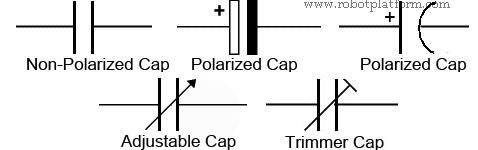 www.robotplatform.com
+
+
Non-Polarized Cap
Polarized Cap
Polarized Cap
Adjustable Cap
Trimmer Cap